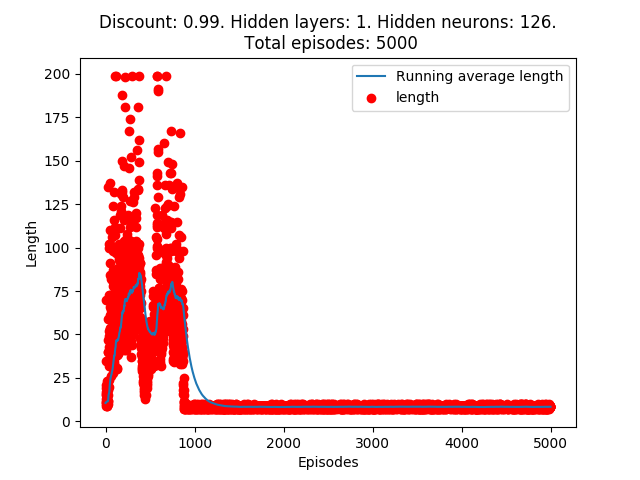 Discount: 0.99. Hidden layers: 1. Hidden neurons: 126.
Total episodes: 5000
Running average length
length
200
175
150
125
100
75
50
25
0
Length
0 1000 2000 3000 4000 5000
Episodes